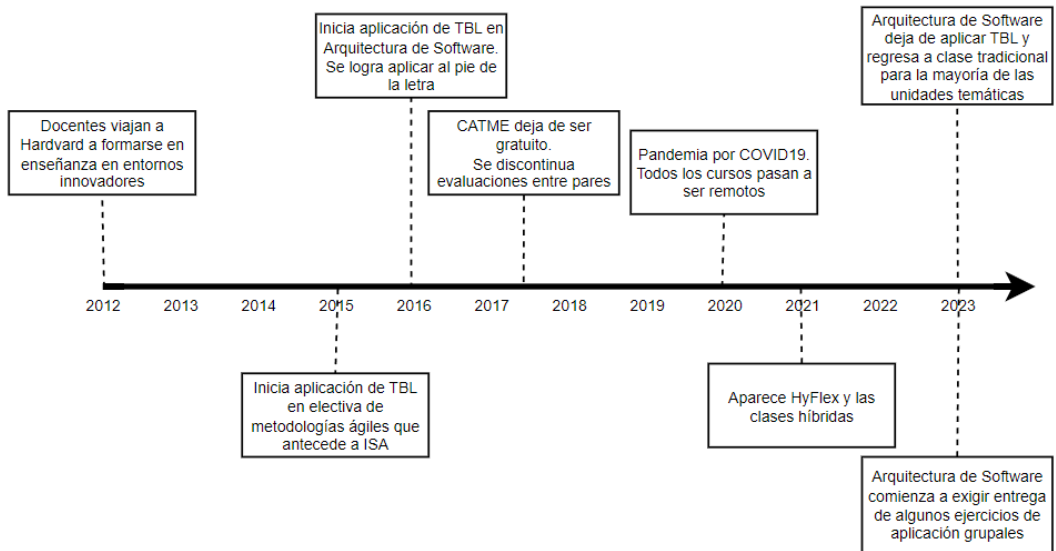 Inicia aplicación de TBL en
Arquitectura de Software.
Se logra aplicar al pie de
la letra
Arquitectura de Software
deja de aplicar TBL y
regresa a clase tradicional
para la mayoría de las
unidades temáticas
Docentes viajan a
Hardvard a formarse en
enseñanza en entornos
innovadores
CATME deja de ser
gratuito.
Se discontinua
evaluaciones entre pares
Pandemia por COVID19.
Todos los cursos pasan a
ser remotos
2012 2013 2014 2015 2016 2017 2018 2019 2020 2021 2022 2023
Inicia aplicación de TBL
en electiva de
metodologías ágiles que
antecede a ISA
Aparece HyFlex y las
clases híbridas
Arquitectura de Software
comienza a exigir entrega
de algunos ejercicios de
aplicación grupales